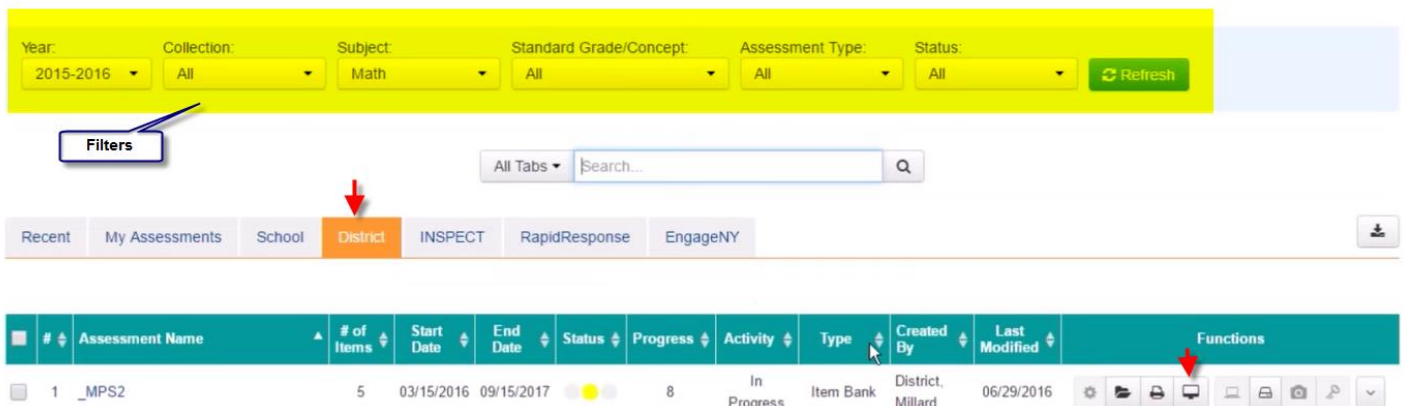 Year: Collection: Subject: Standard Grade/Concept: Assessment Type: Status:
2015-2016 All Math All All All Refresh
Filters
All Tabs Search...
Recent My Assessments School District INSPECT RapidResponse EngageNY
# Assessment Name # of Items Start Date End Date Status Progress Activity Type Created By Last Modified Functions
1 _MPS2 5 03/15/2016 09/15/2017 8 In Progress Item Bank District, Millard 06/29/2016